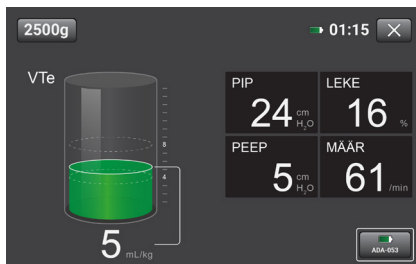 2500g
01:15
VTe
8
4
5 mL/kg
PIP
24 cm H₂O
LEKE
16 %
PEEP
5 cm H₂O
MÄÄR
61 /min
ADA-053